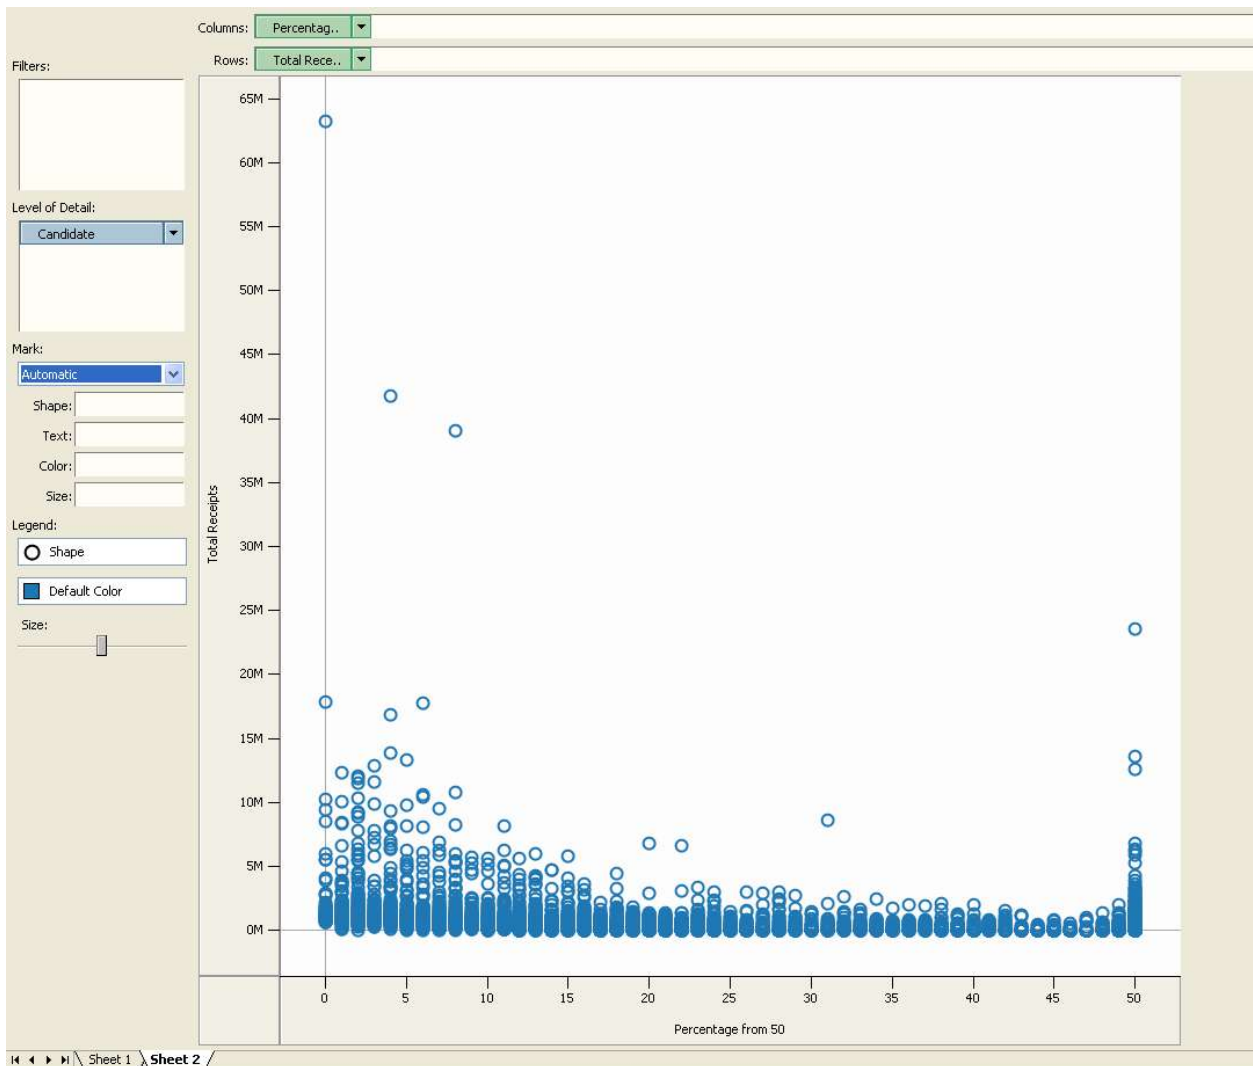 Columns: Percentag..
Rows: Total Rece..
Filters:
Level of Detail:
Candidate
Mark:
Automatic
Shape:
Text:
Color:
Size:
Legend:
Shape
Default Color
Size:
65M
60M
55M
50M
45M
40M
35M
30M
25M
20M
15M
10M
5M
0M
Total Receipts
0 5 10 15 20 25 30 35 40 45 50
Percentage from 50
Sheet 1 Sheet 2